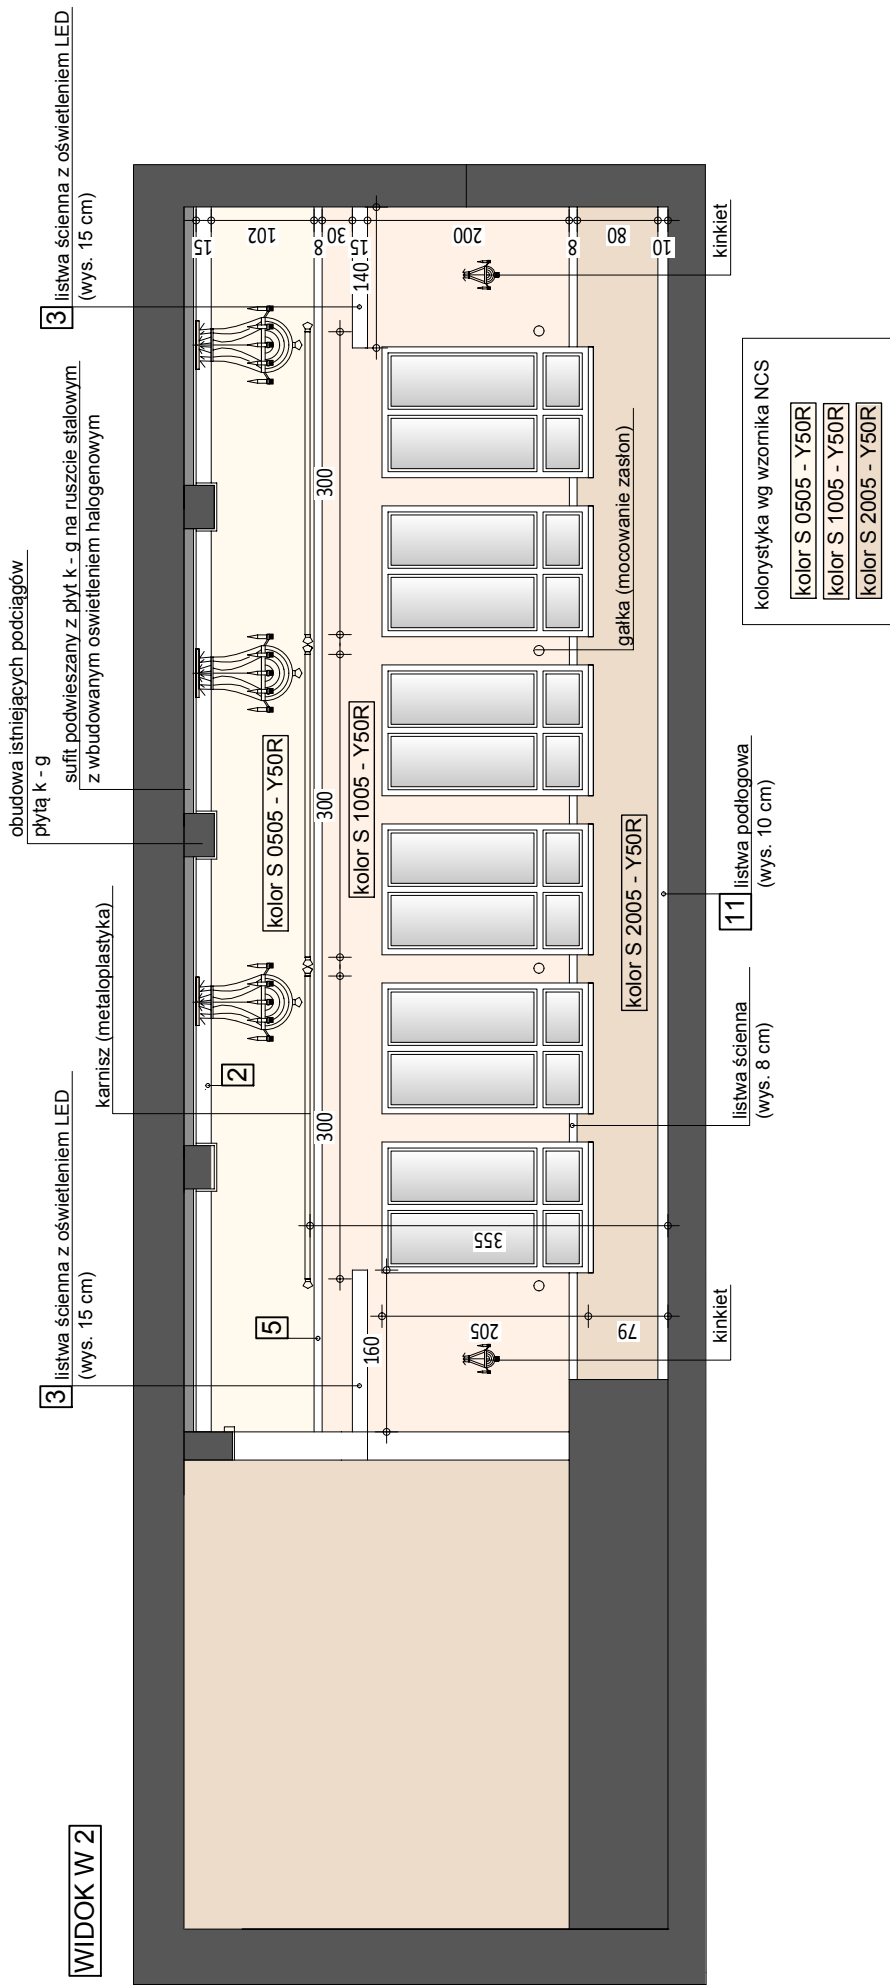 WIDOK W 2
3 listwa ścienna z oświetleniem LED
(wys. 15 cm)
karnisz (metaloplastyka)
obudowa istniejących podciągów
płytą k - g
sufit podwieszany z płyt k - g na ruszcie stalowym
z wbudowanym oswietleniem halogenowym
3 listwa ścienna z oświetleniem LED
(wys. 15 cm)
5
2
15
102
8
30
15
200
8
80
10
kolor S 0505 - Y50R
300
300
300
kolor S 1005 - Y50R
160
140
205
79
355
kolor S 2005 - Y50R
gałka (mocowanie zasłon)
kinkiet
listwa ścienna
(wys. 8 cm)
11 listwa podłogowa
(wys. 10 cm)
kinkiet
kolorystyka wg wzornika NCS
kolor S 0505 - Y50R
kolor S 1005 - Y50R
kolor S 2005 - Y50R